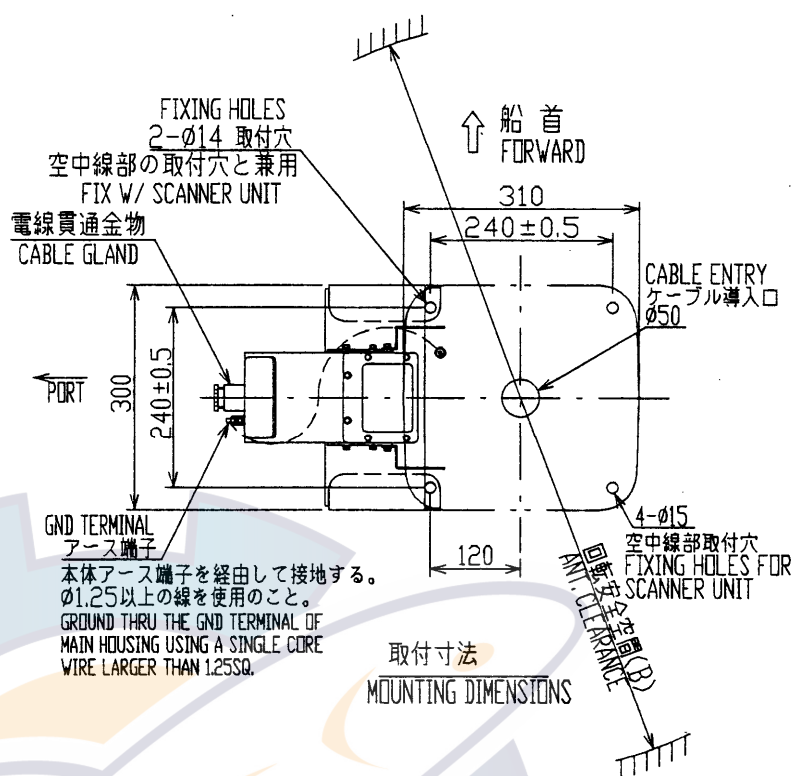 FIXING HOLES
2-Ø14 取付穴
空中線部の取付穴と兼用
FIX W/ SCANNER UNIT
電線貫通金物
CABLE GLAND
船首
FORWARD
310
240±0.5
CABLE ENTRY
ケーブル導入口
Ø50
PORT
300
240±0.5
GND TERMINAL
アース端子
本体アース端子を経由して接地する。
Ø1.25以上の線を使用のこと。
GROUND THRU THE GND TERMINAL OF
MAIN HOUSING USING A SINGLE CORE
WIRE LARGER THAN 1.25SQ.
120
4-Ø15
空中線部取付穴
FIXING HOLES FOR
SCANNER UNIT
回転安全空間(B)
ANT. CLEARANCE
取付寸法
MOUNTING DIMENSIONS